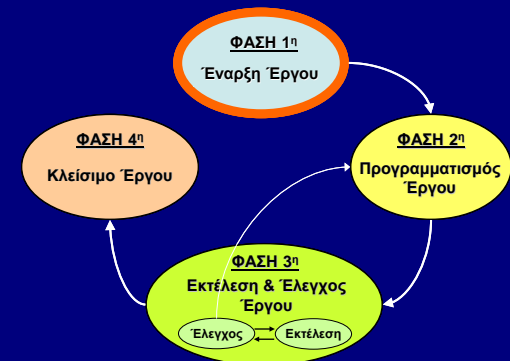 ΦΑΣΗ 1η
Έναρξη Έργου
ΦΑΣΗ 4η
Κλείσιμο Έργου
ΦΑΣΗ 2η
Προγραμματισμός
Έργου
ΦΑΣΗ 3η
Εκτέλεση & Έλεγχος
Έργου
Έλεγχος
Εκτέλεση